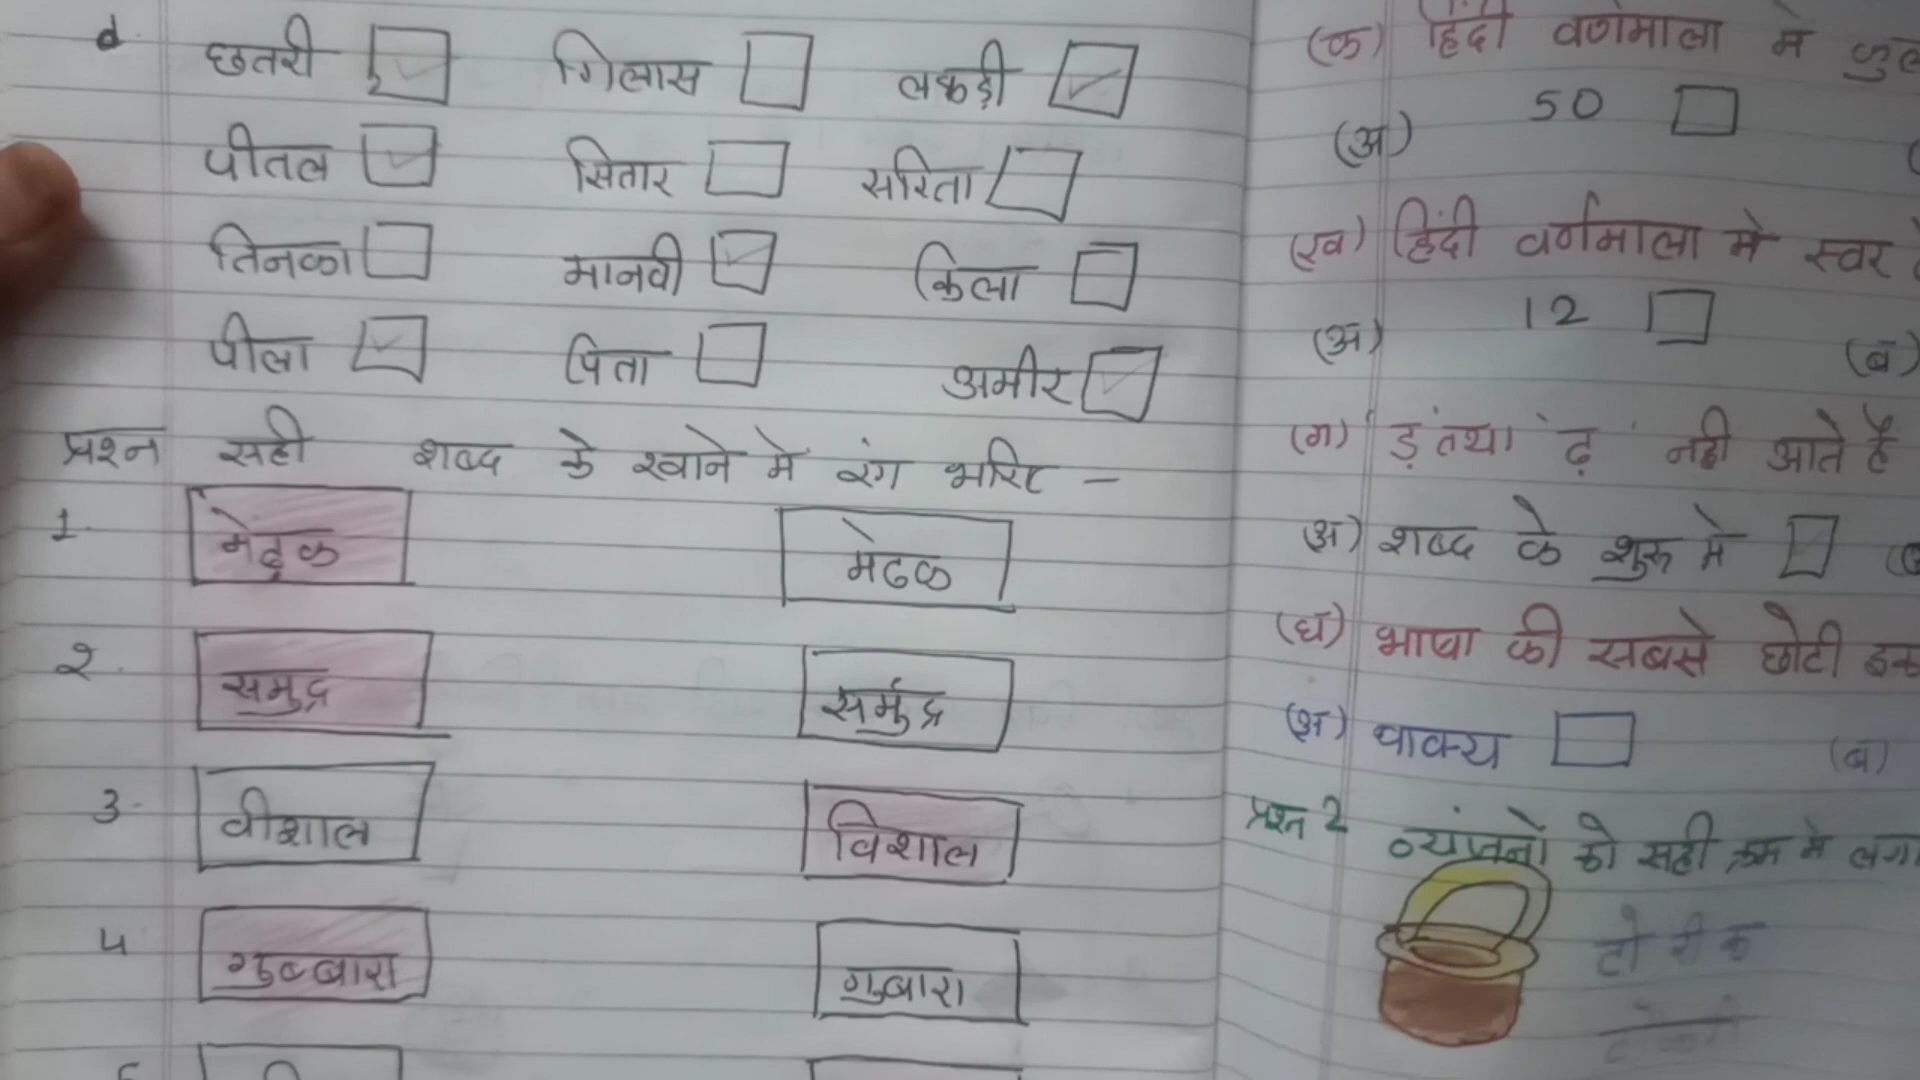 d छतरी गिलास लकड़ी
पीतल सितार सरिता
तिनका मानवी किला
पीला पिता अमीर
प्रश्न सही शब्द के खाने मे रंग भरिए –
1. मेढ़क मेढक
2. समुद्र समुंद्र
3- वीशाल विशाल
4 गुब्बारा गुबारा
(क) हिंदी वर्णमाला मे
(अ) 50
(ख) हिंदी वर्णमाला मे स्वर
(अ) 12
(ब)
(ग) ड़ तथा ढ़ नही आते है
(अ) शब्द के शुरू मे
(घ) भाषा की सबसे छोटी
(अ) वाक्य (ब)
प्रश्न 2 व्यांजनों को सही क्रम मे
टो री क